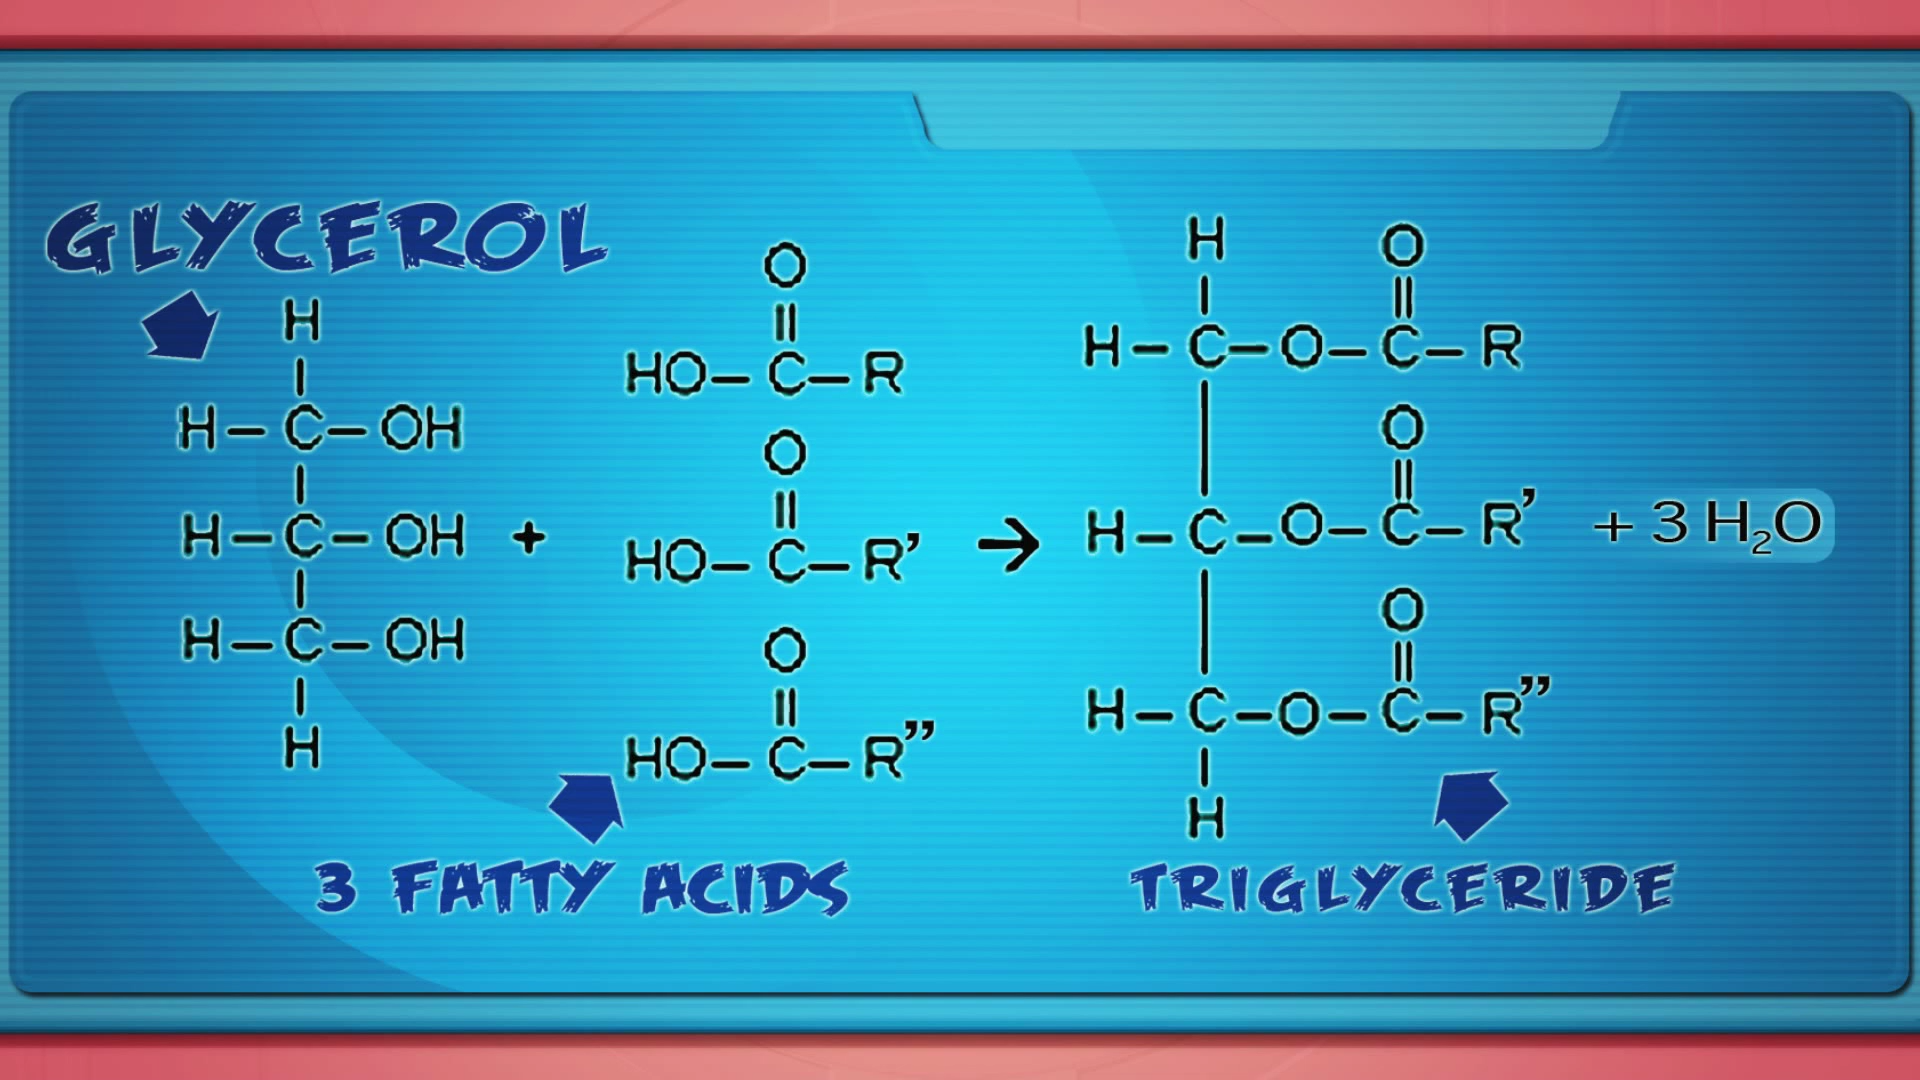 GLYCEROL
H
H – C – OH
H – C – OH
H – C – OH
H
+
O
||
HO – C – R
O
||
HO – C – R’
O
||
HO – C – R”
3 FATTY ACIDS
→
H O
||
H – C – O – C – R
O
||
H – C – O – C – R’
O
||
H – C – O – C – R”
H
+ 3 H₂O
TRIGLYCERIDE